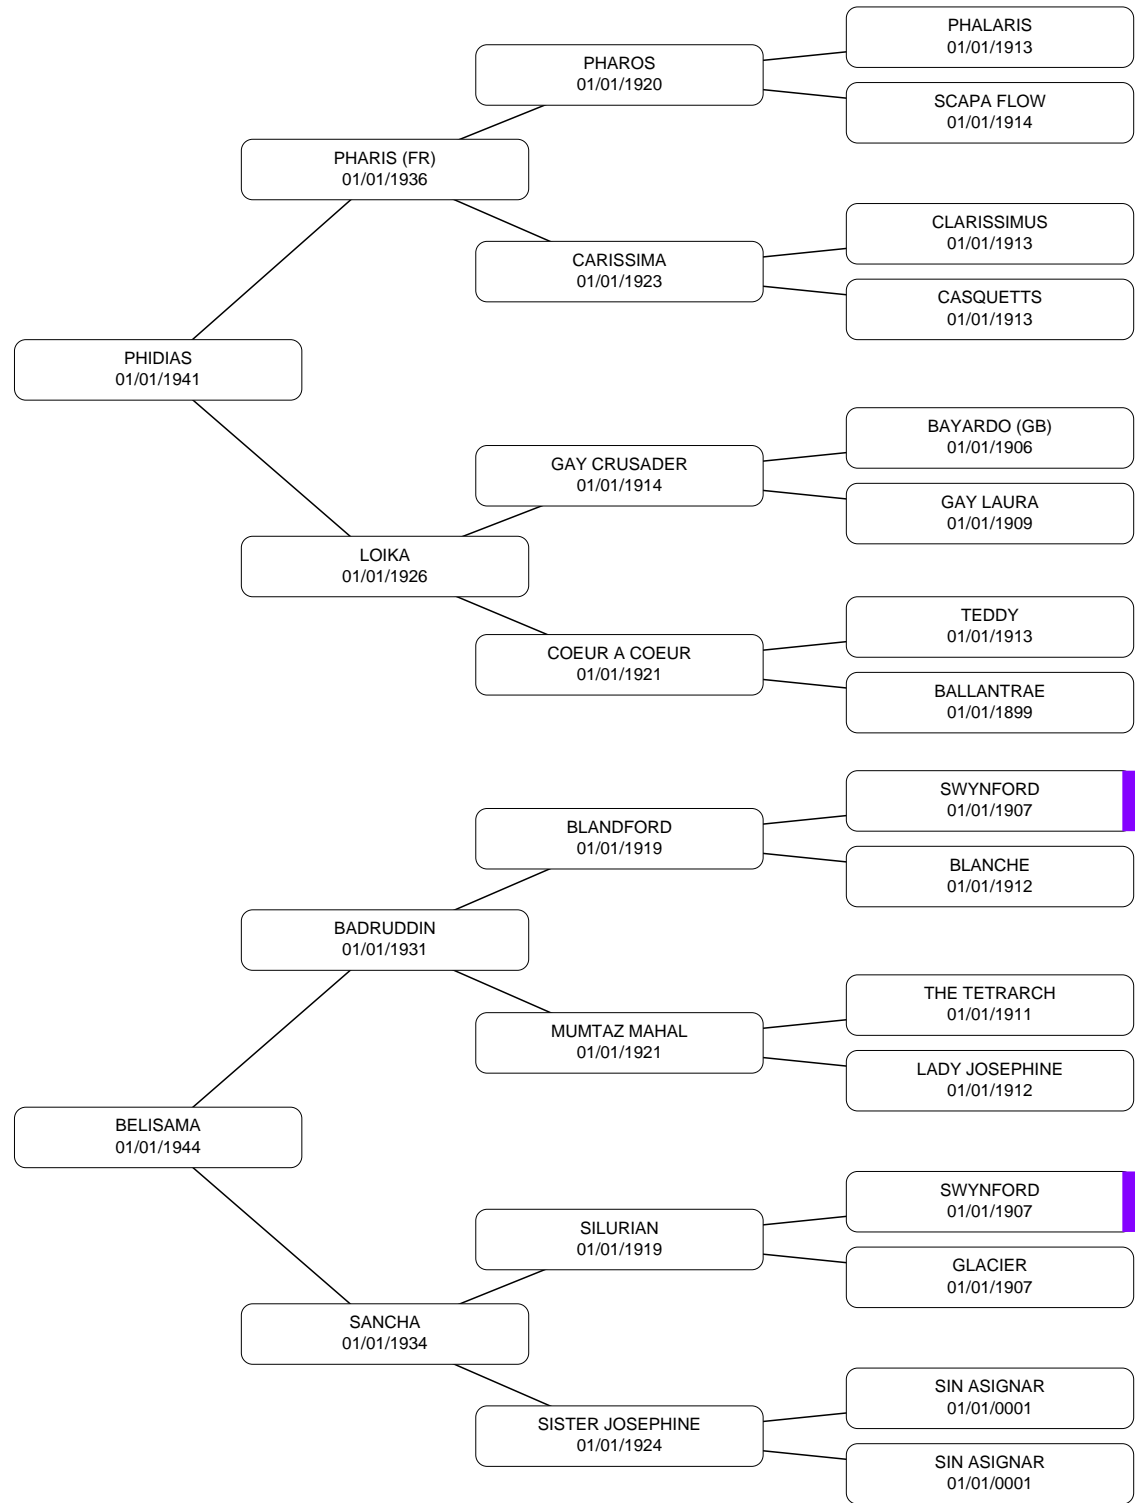 PHALARIS
01/01/1913
PHAROS
01/01/1920
SCAPA FLOW
01/01/1914
PHARIS (FR)
01/01/1936
CLARISSIMUS
01/01/1913
CARISSIMA
01/01/1923
CASQUETTS
01/01/1913
PHIDIAS
01/01/1941
BAYARDO (GB)
01/01/1906
GAY CRUSADER
01/01/1914
GAY LAURA
01/01/1909
LOIKA
01/01/1926
TEDDY
01/01/1913
COEUR A COEUR
01/01/1921
BALLANTRAE
01/01/1899
SWYNFORD
01/01/1907
BLANDFORD
01/01/1919
BLANCHE
01/01/1912
BADRUDDIN
01/01/1931
THE TETRARCH
01/01/1911
MUMTAZ MAHAL
01/01/1921
LADY JOSEPHINE
01/01/1912
BELISAMA
01/01/1944
SWYNFORD
01/01/1907
SILURIAN
01/01/1919
GLACIER
01/01/1907
SANCHA
01/01/1934
SIN ASIGNAR
01/01/0001
SISTER JOSEPHINE
01/01/1924
SIN ASIGNAR
01/01/0001